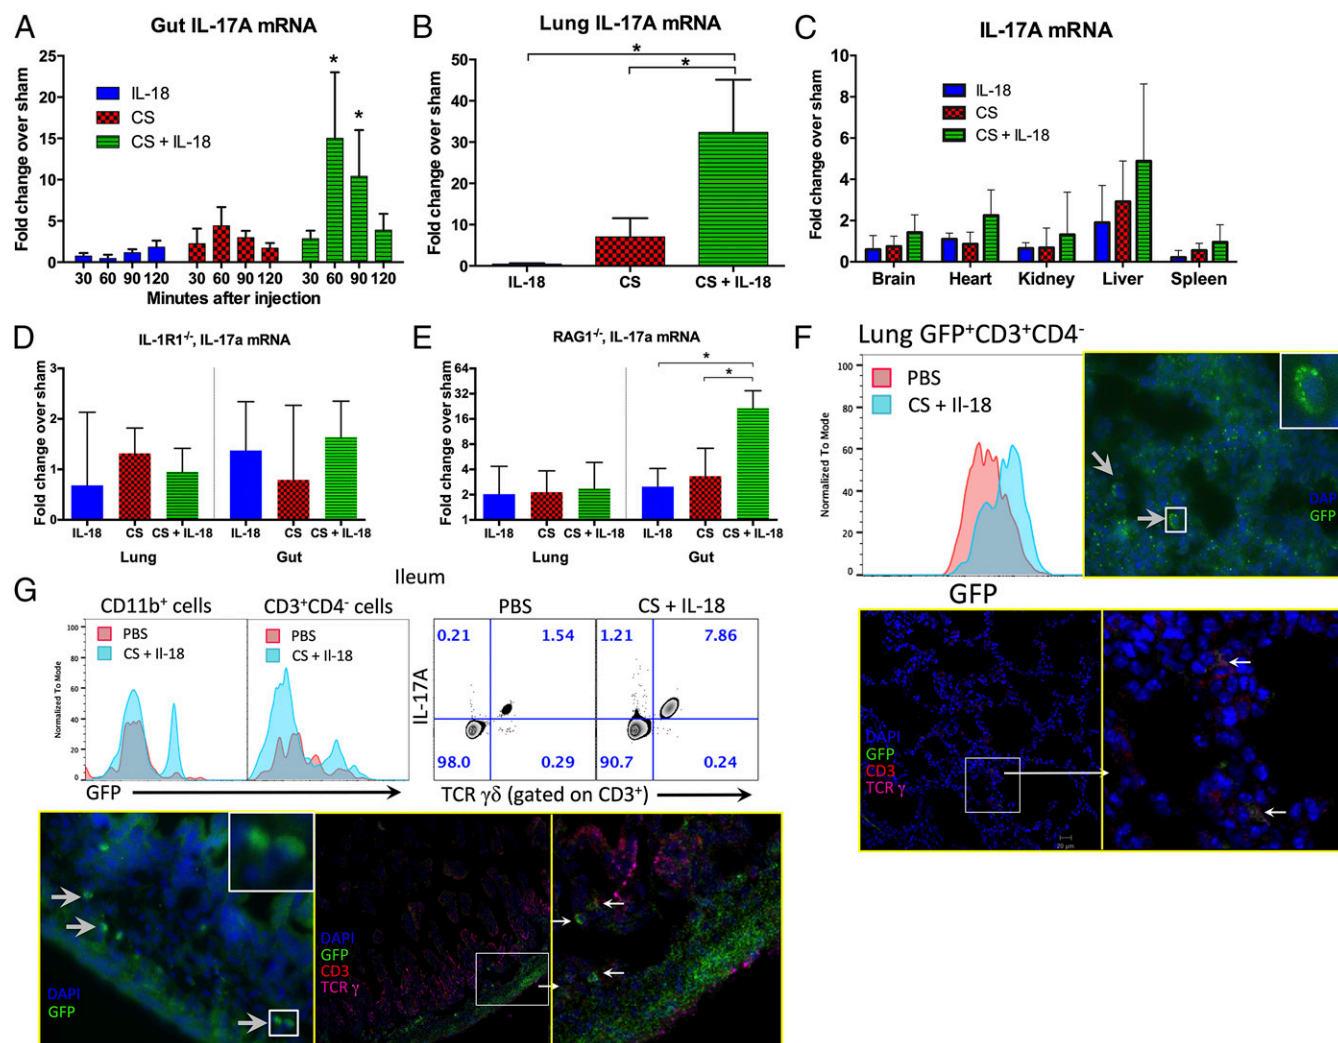 A
Gut IL-17A mRNA
Fold change over sham
25
20
15
10
5
0
IL-18
CS
CS + IL-18
*
*
30 60 90 120 30 60 90 120 30 60 90 120
Minutes after injection
B
Lung IL-17A mRNA
Fold change over sham
50
40
30
20
10
0
*
*
IL-18 CS CS + IL-18
C
IL-17A mRNA
Fold change over sham
10
8
6
4
2
0
IL-18
CS
CS + IL-18
Brain Heart Kidney Liver Spleen
D
IL-1R1-/-, IL-17a mRNA
Fold change over sham
3
2
1
0
IL-18 CS CS + IL-18 IL-18 CS CS + IL-18
Lung Gut
E
RAG1-/-, IL-17a mRNA
Fold change over sham
64
32
16
8
4
2
1
*
*
IL-18 CS CS + IL-18 IL-18 CS CS + IL-18
Lung Gut
F
Lung GFP+CD3+CD4-
Normalized To Mode
100
80
60
40
20
0
PBS
CS + Il-18
GFP
DAPI
GFP
DAPI
GFP
CD3
TCR γ
20 µm
G
Ileum
CD11b+ cells CD3+CD4- cells
Normalized To Mode
100
80
60
40
20
0
PBS
CS + Il-18
PBS
CS + Il-18
GFP
PBS CS + IL-18
IL-17A
0.21 1.54 1.21 7.86
98.0 0.29 90.7 0.24
TCR γδ (gated on CD3+)
DAPI
GFP
DAPI
GFP
CD3
TCR γ